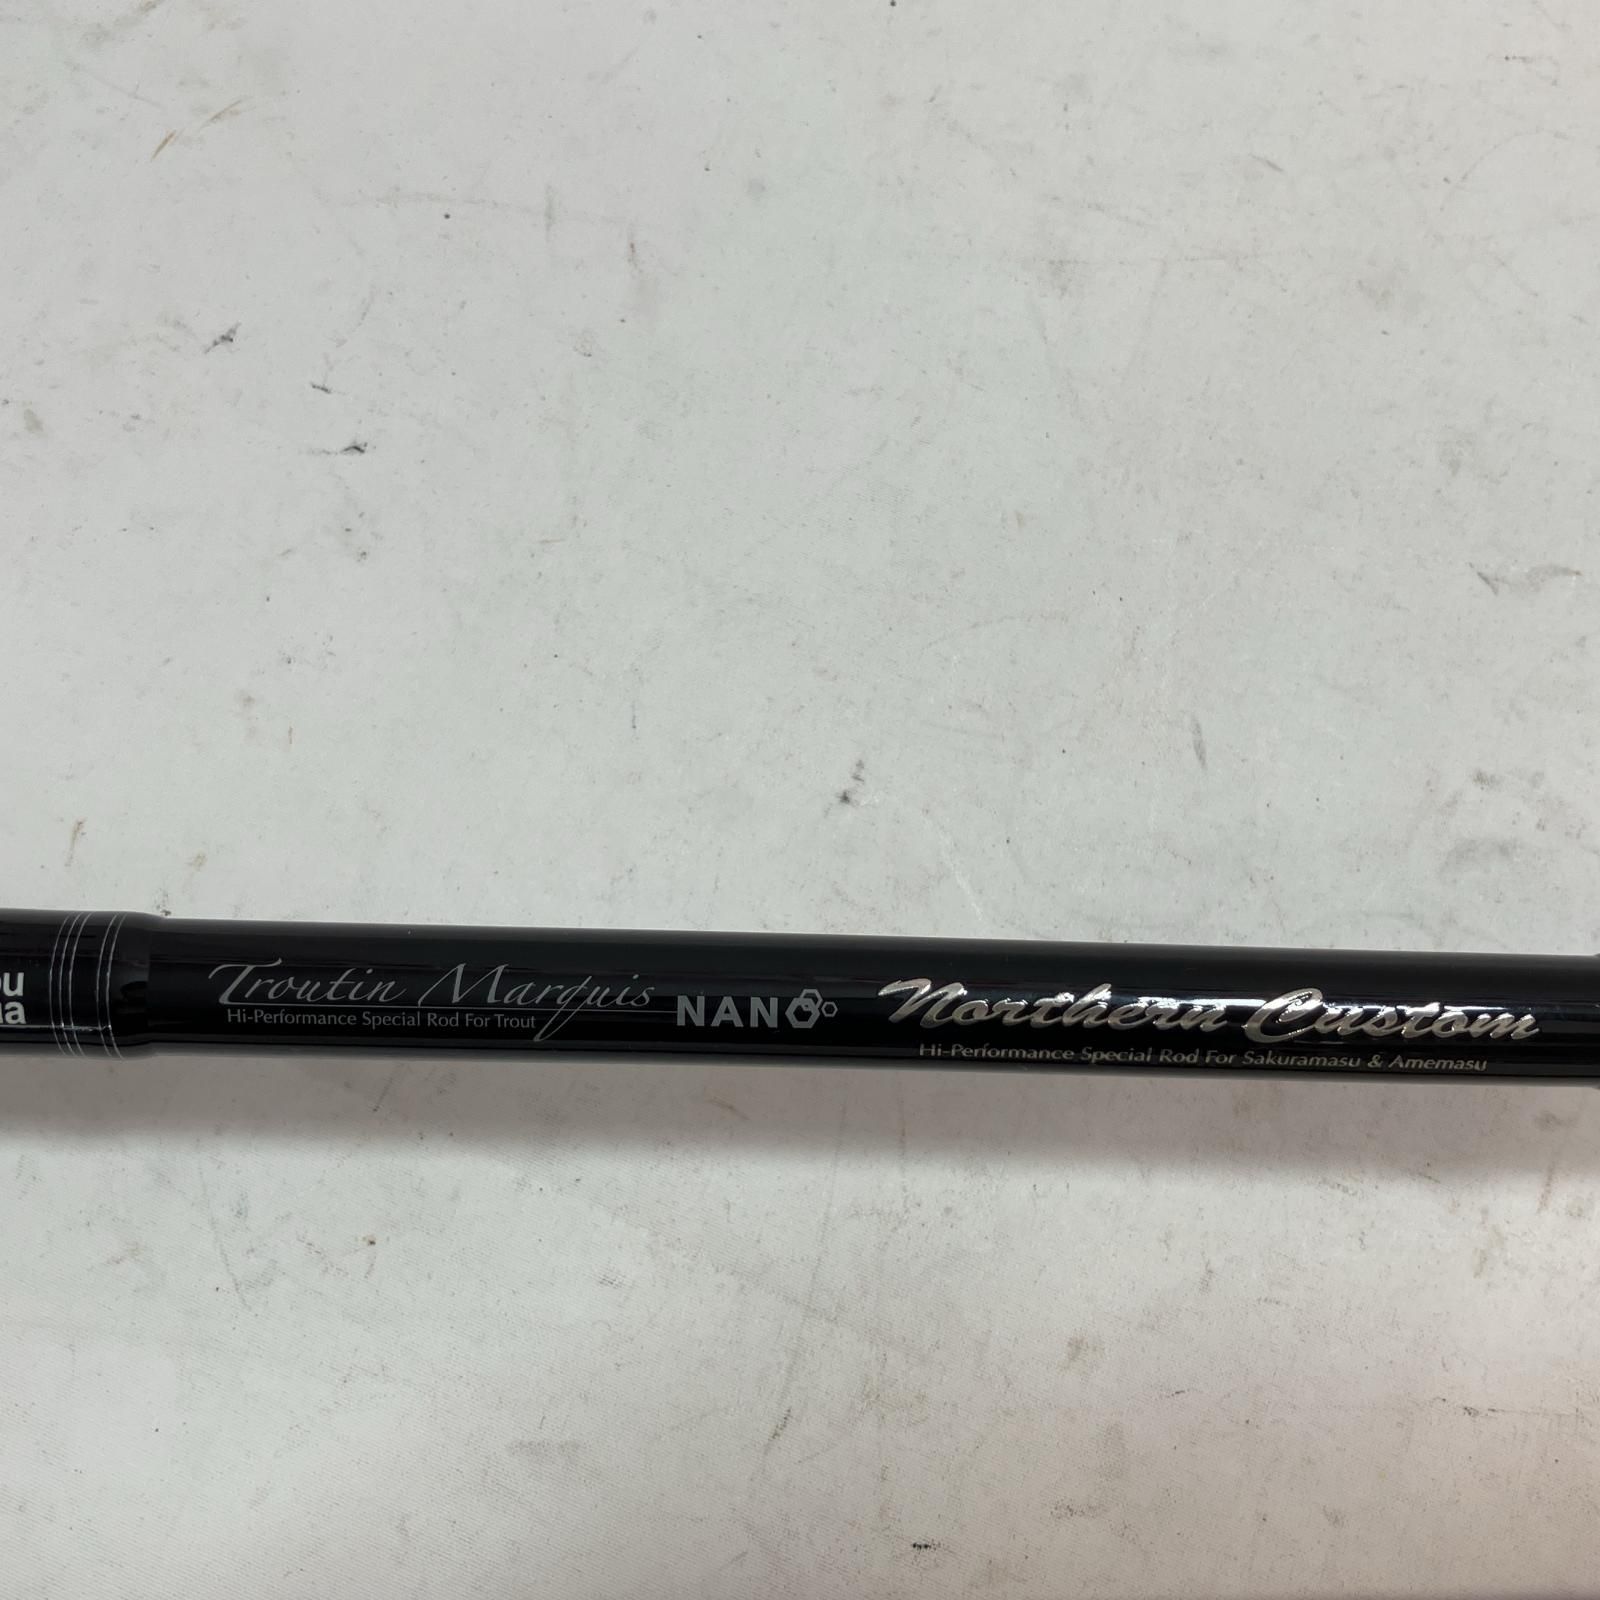 Troutin Marquis NANO Northern Custom
Hi-Performance Special Rod For Trout
Hi-Performance Special Rod For Sakuramasu & Amemasu